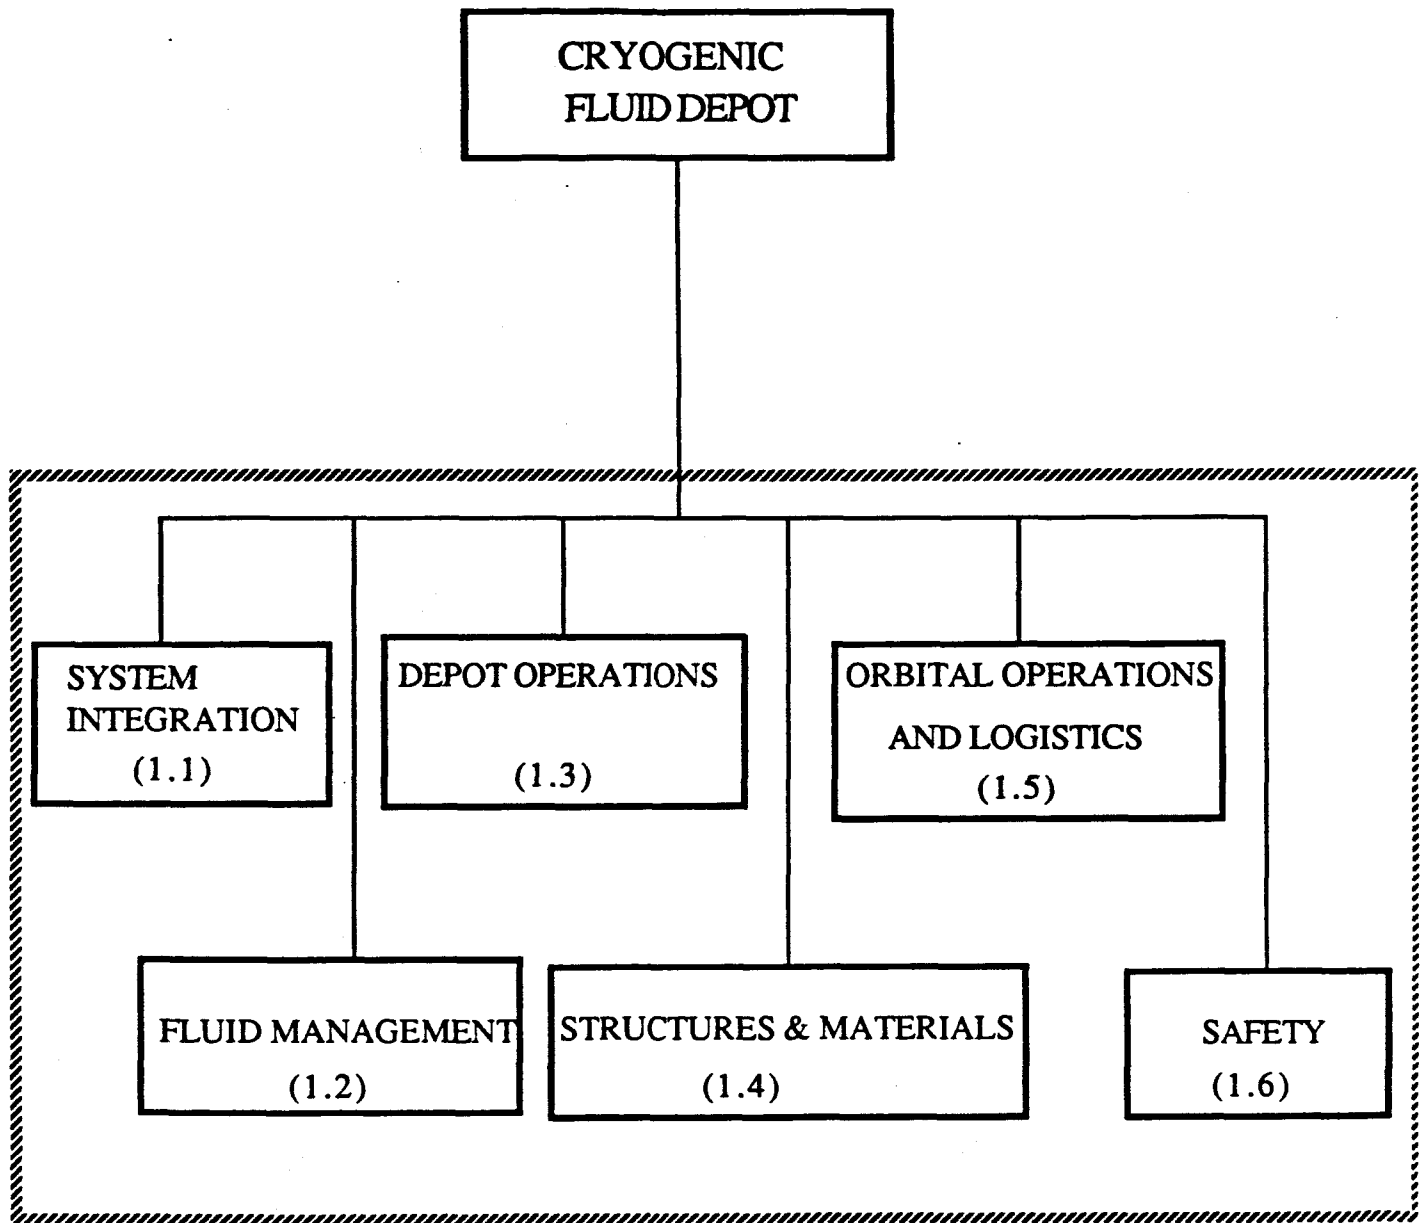 CRYOGENIC
FLUID DEPOT
SYSTEM
INTEGRATION
(1.1)
DEPOT OPERATIONS
(1.3)
ORBITAL OPERATIONS
AND LOGISTICS
(1.5)
FLUID MANAGEMENT
(1.2)
STRUCTURES & MATERIALS
(1.4)
SAFETY
(1.6)